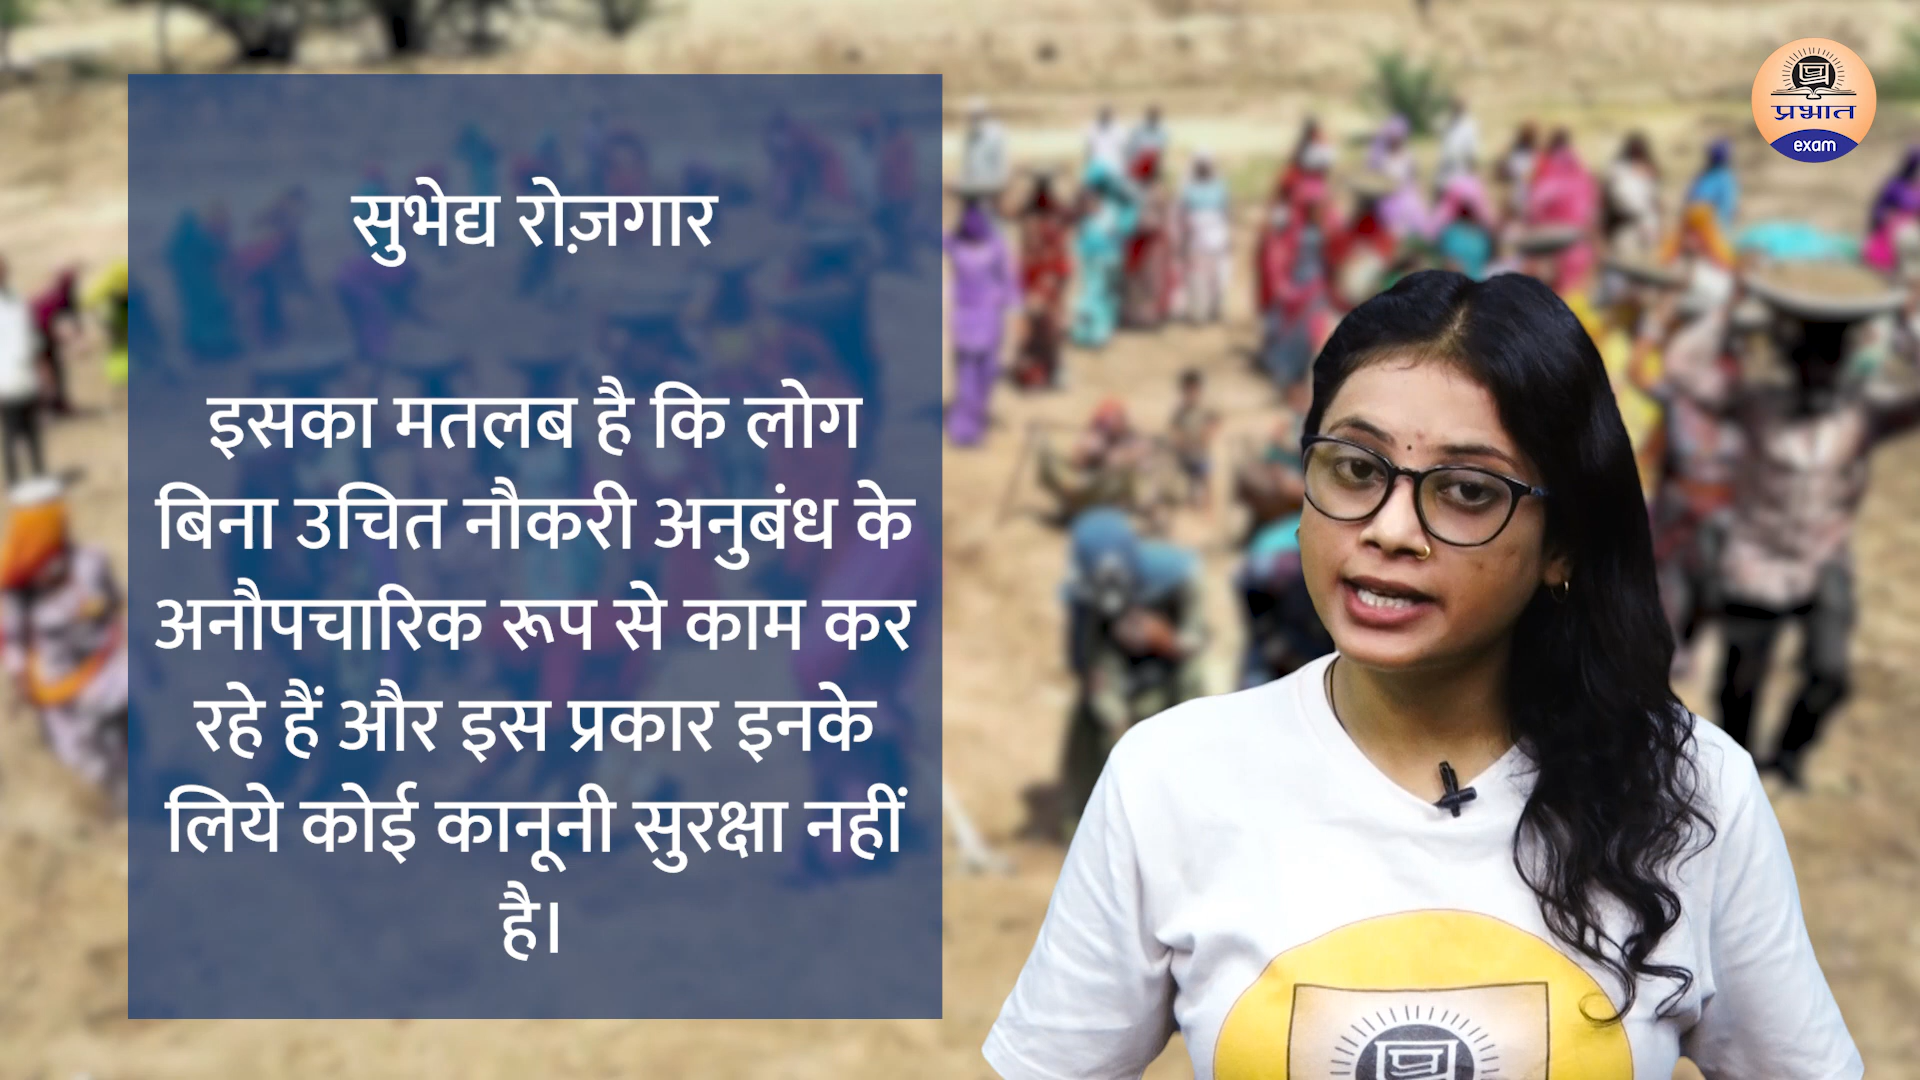 सुभेद्य रोज़गार
इसका मतलब है कि लोग
बिना उचित नौकरी अनुबंध के
अनौपचारिक रूप से काम कर
रहे हैं और इस प्रकार इनके
लिये कोई कानूनी सुरक्षा नहीं
है।
प्रभात
exam